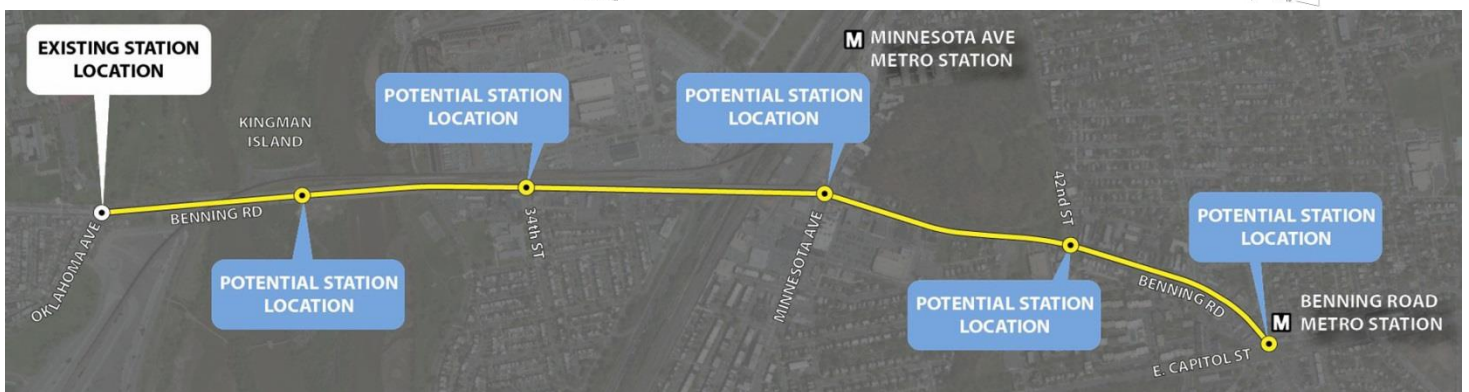 EXISTING STATION
LOCATION
KINGMAN
ISLAND
POTENTIAL STATION
LOCATION
POTENTIAL STATION
LOCATION
M MINNESOTA AVE
METRO STATION
OKLAHOMA AVE
BENNING RD
POTENTIAL STATION
LOCATION
34th ST
MINNESOTA AVE
42nd ST
POTENTIAL STATION
LOCATION
BENNING RD
POTENTIAL STATION
LOCATION
M BENNING ROAD
METRO STATION
E. CAPITOL ST